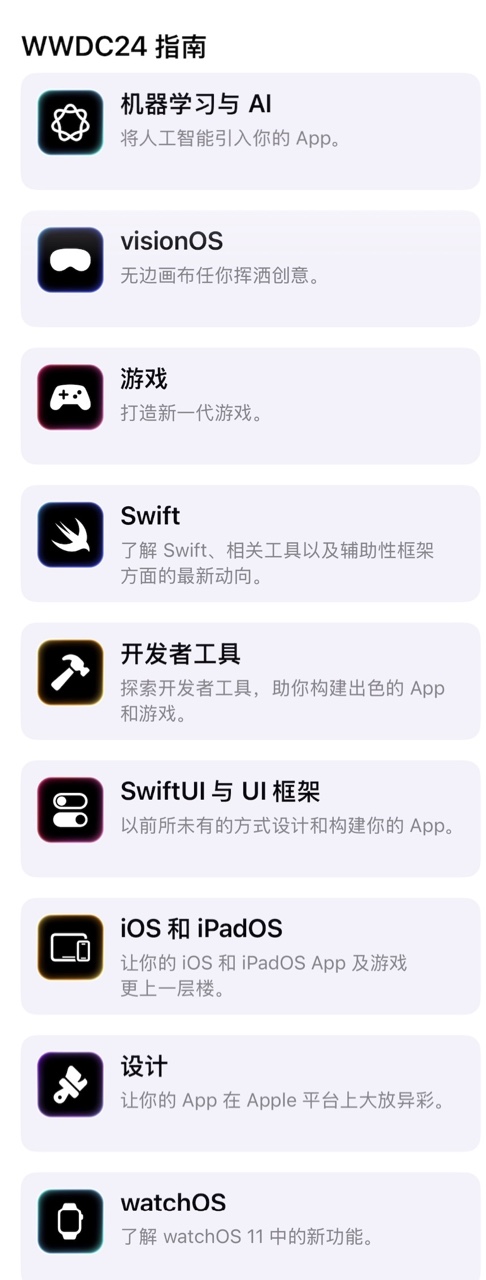 WWDC24 指南
机器学习与 AI
将人工智能引入你的 App。
visionOS
无边画布任你挥洒创意。
游戏
打造新一代游戏。
Swift
了解 Swift、相关工具以及辅助性框架
方面的最新动向。
开发者工具
探索开发者工具，助你构建出色的 App
和游戏。
SwiftUI 与 UI 框架
以前所未有的方式设计和构建你的 App。
iOS 和 iPadOS
让你的 iOS 和 iPadOS App 及游戏
更上一层楼。
设计
让你的 App 在 Apple 平台上大放异彩。
watchOS
了解 watchOS 11 中的新功能。